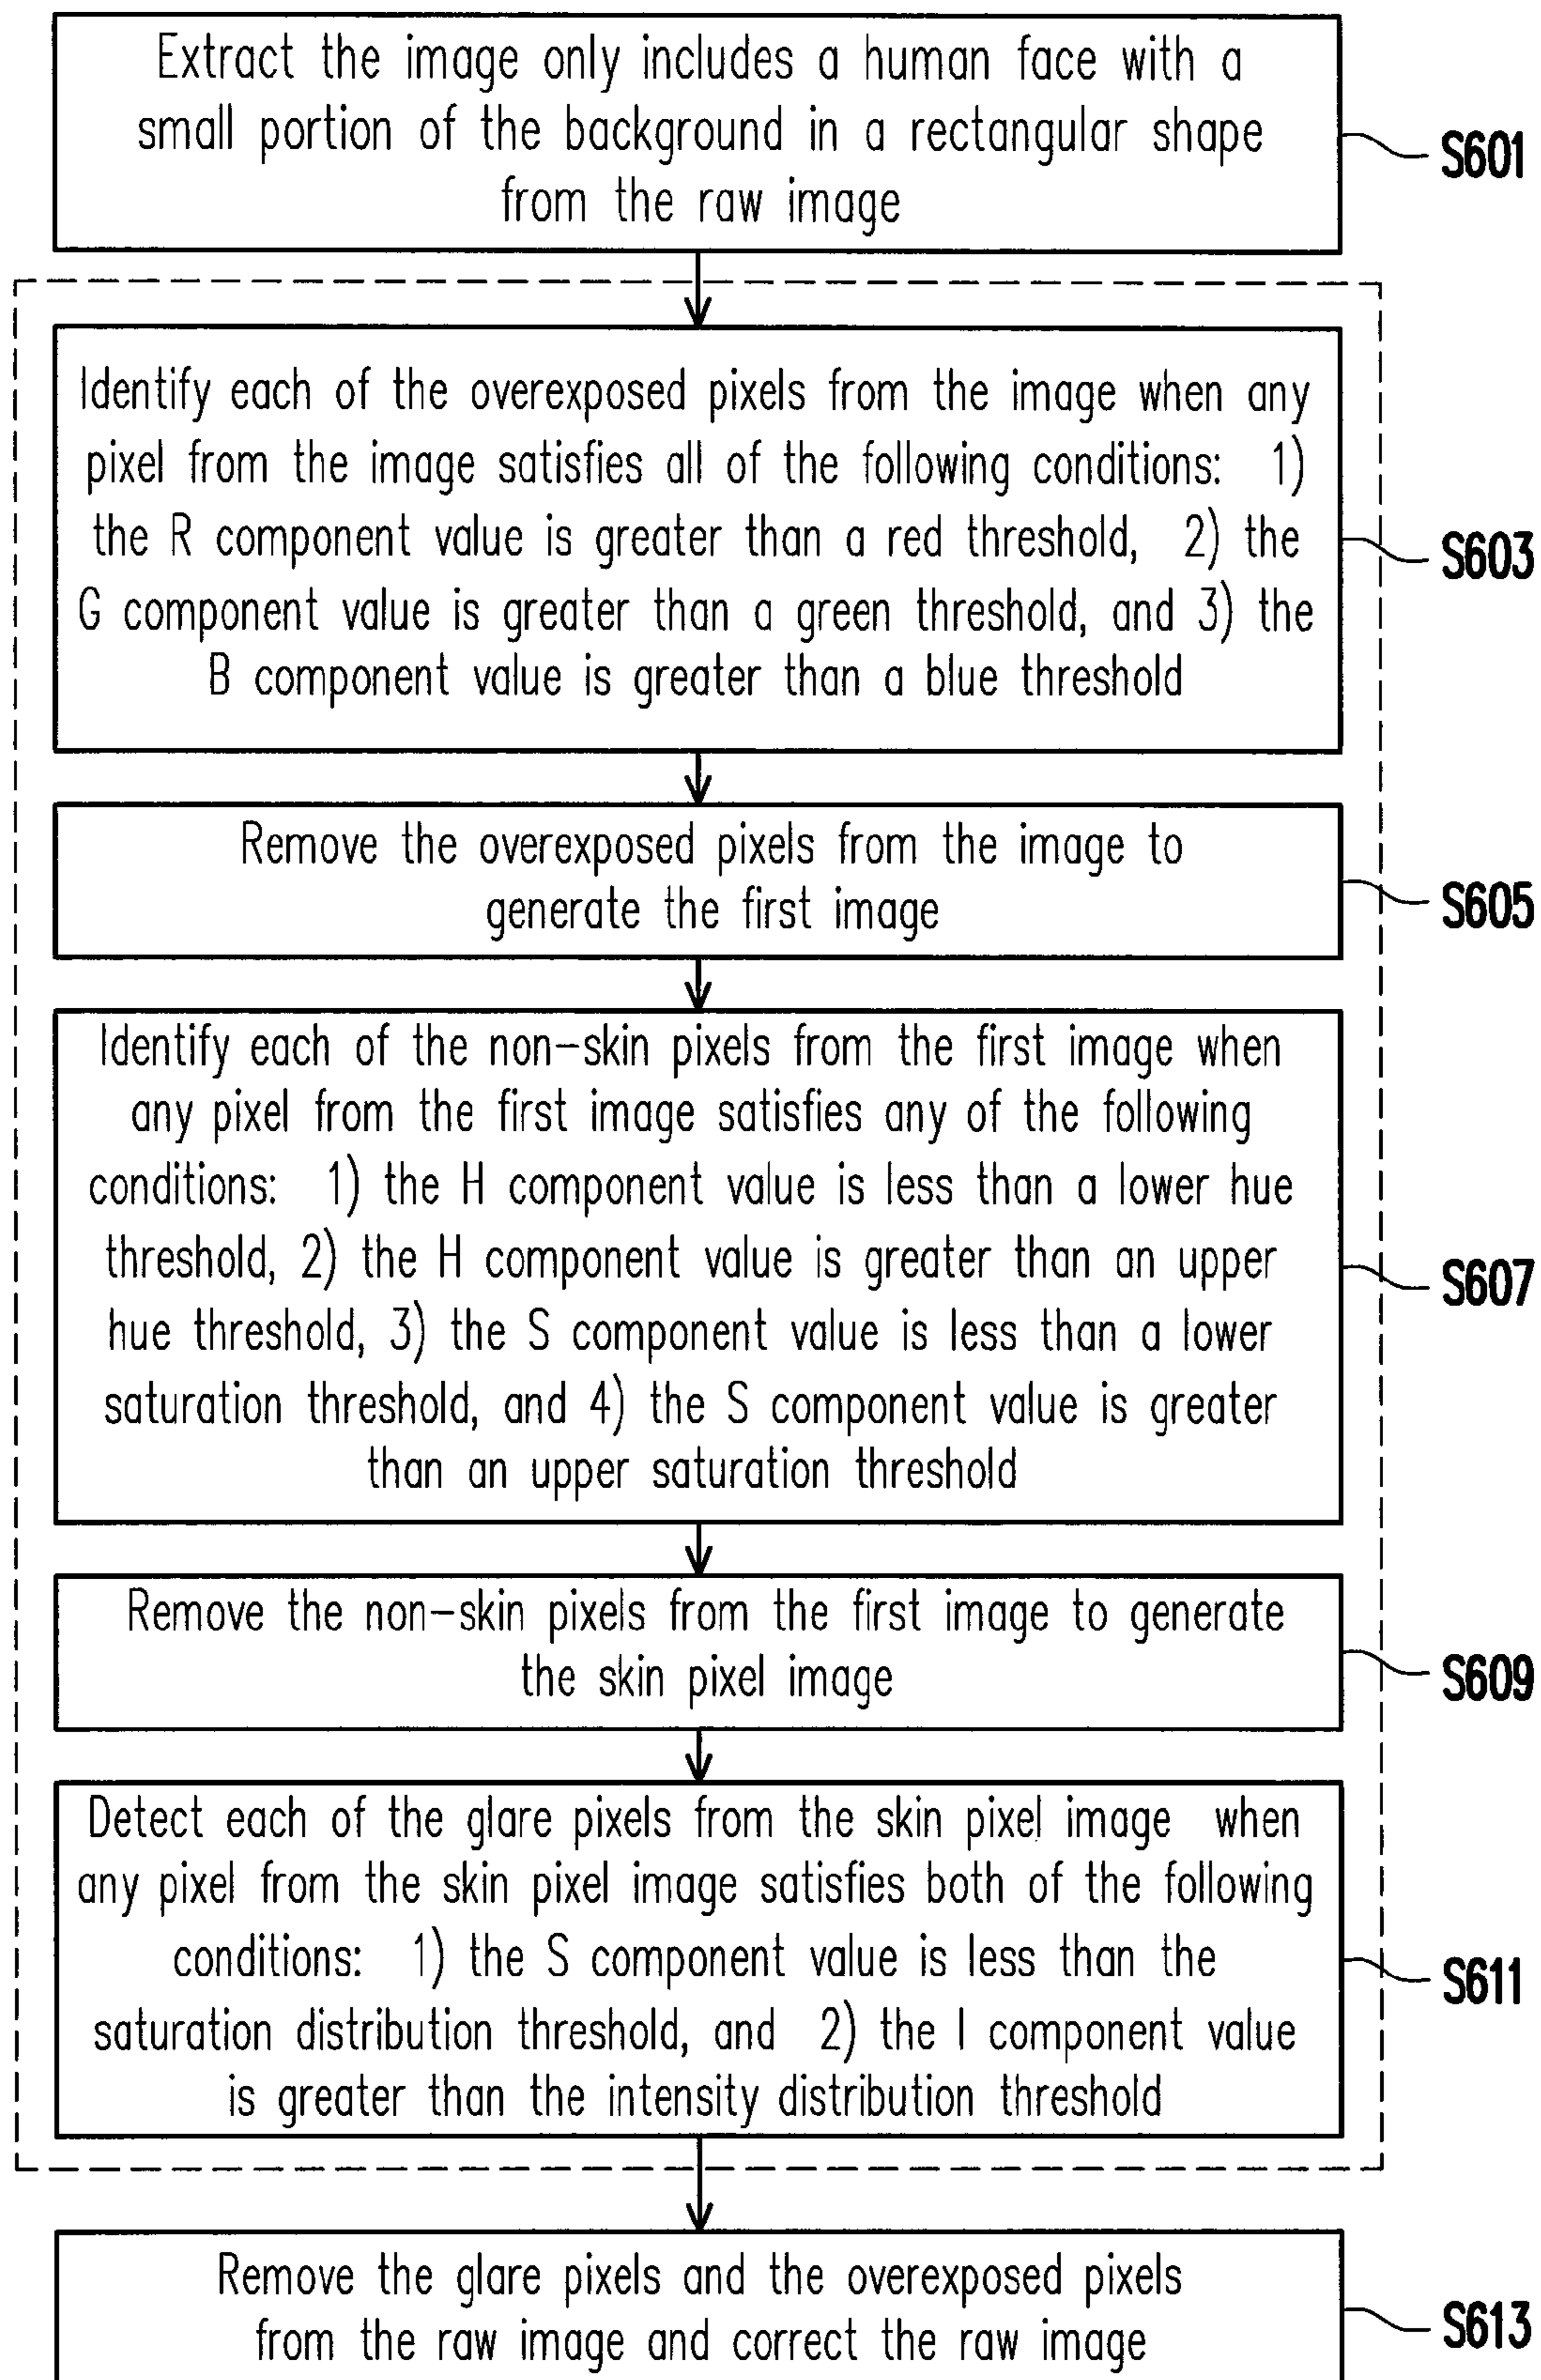 Extract the image only includes a human face with a
small portion of the background in a rectangular shape
from the raw image
S601
Identify each of the overexposed pixels from the image when any
pixel from the image satisfies all of the following conditions: 1)
the R component value is greater than a red threshold, 2) the
G component value is greater than a green threshold, and 3) the
B component value is greater than a blue threshold
S603
Remove the overexposed pixels from the image to
generate the first image
S605
Identify each of the non-skin pixels from the first image when
any pixel from the first image satisfies any of the following
conditions: 1) the H component value is less than a lower hue
threshold, 2) the H component value is greater than an upper
hue threshold, 3) the S component value is less than a lower
saturation threshold, and 4) the S component value is greater
than an upper saturation threshold
S607
Remove the non-skin pixels from the first image to generate
the skin pixel image
S609
Detect each of the glare pixels from the skin pixel image when
any pixel from the skin pixel image satisfies both of the following
conditions: 1) the S component value is less than the
saturation distribution threshold, and 2) the I component value
is greater than the intensity distribution threshold
S611
Remove the glare pixels and the overexposed pixels
from the raw image and correct the raw image
S613